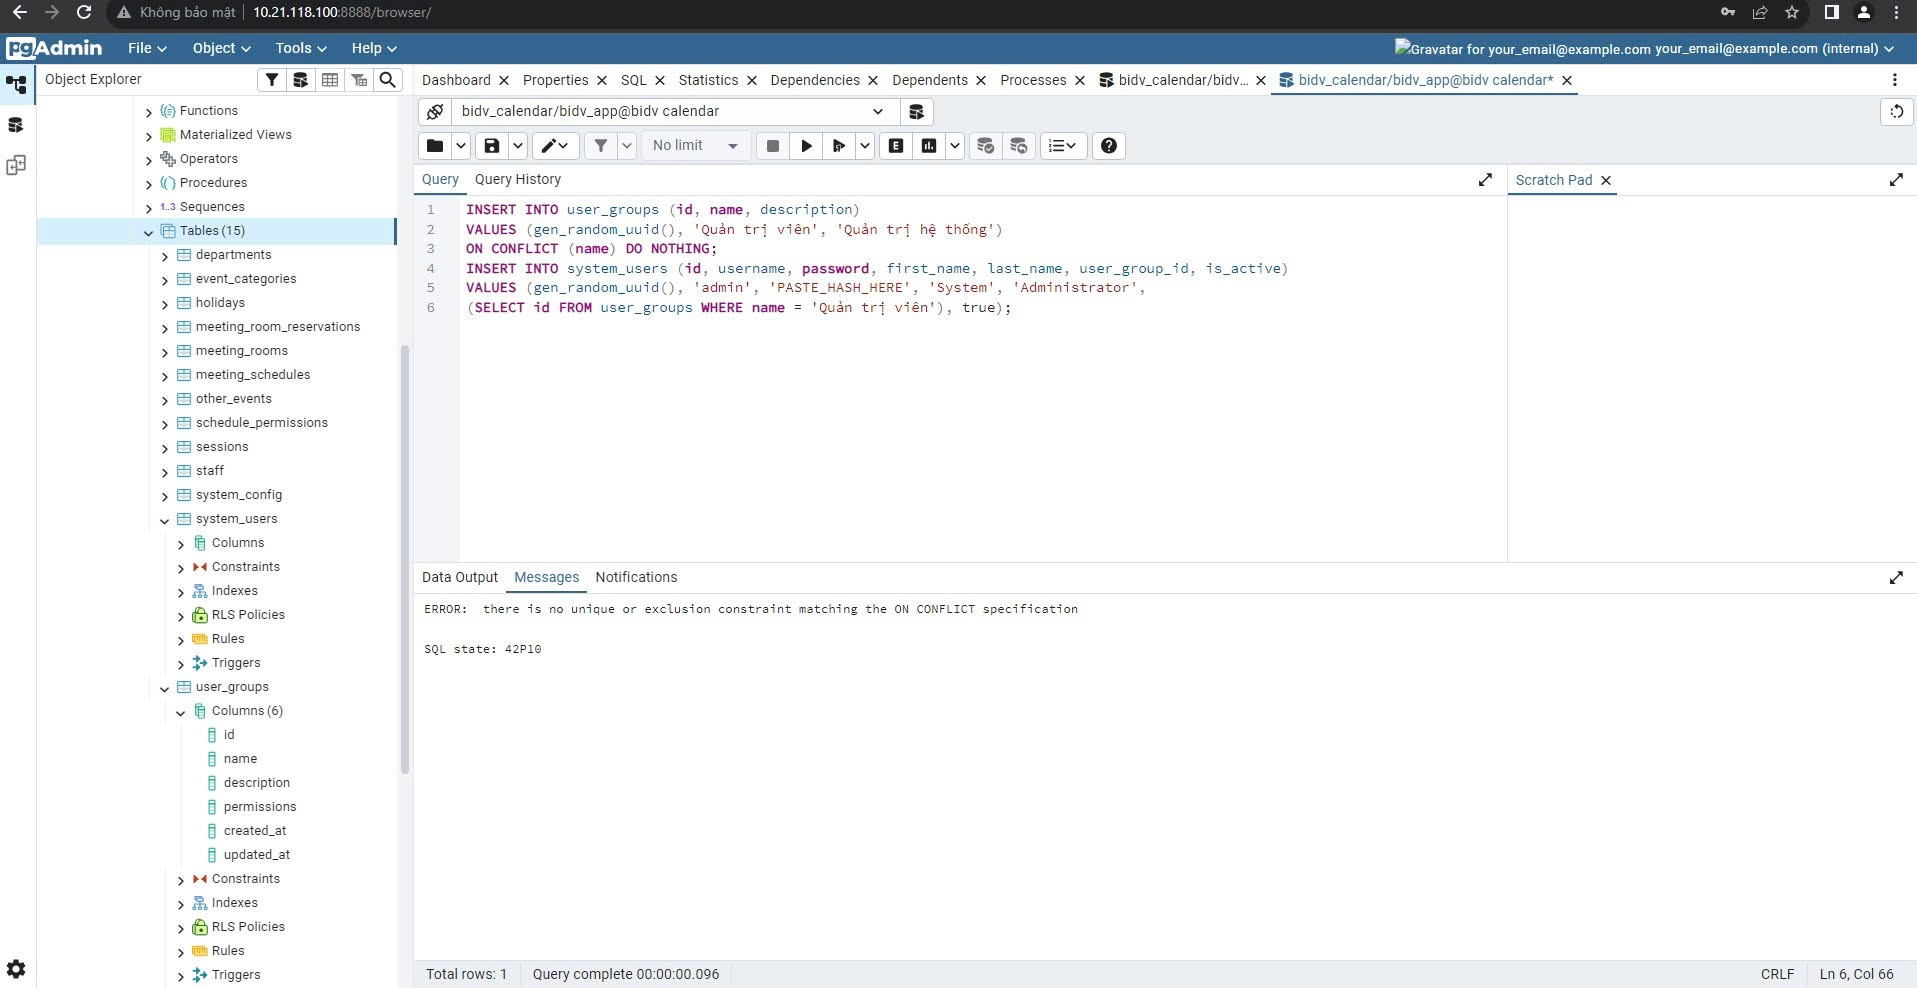 Không bảo mật 10.21.118.100:8888/browser/
pgAdmin File Object Tools Help Gravatar for your_email@example.com your_email@example.com (internal)
Object Explorer
Dashboard Properties SQL Statistics Dependencies Dependents Processes bidv_calendar/bidv... bidv_calendar/bidv_app@bidv calendar*
Functions
Materialized Views
Operators
Procedures
1..3 Sequences
Tables (15)
departments
event_categories
holidays
meeting_room_reservations
meeting_rooms
meeting_schedules
other_events
schedule_permissions
sessions
staff
system_config
system_users
Columns
Constraints
Indexes
RLS Policies
Rules
Triggers
user_groups
Columns (6)
id
name
description
permissions
created_at
updated_at
Constraints
Indexes
RLS Policies
Rules
Triggers
bidv_calendar/bidv_app@bidv calendar
No limit
E
Query Query History
Scratch Pad
1 INSERT INTO user_groups (id, name, description)
2 VALUES (gen_random_uuid(), 'Quản trị viên', 'Quản trị hệ thống')
3 ON CONFLICT (name) DO NOTHING;
4 INSERT INTO system_users (id, username, password, first_name, last_name, user_group_id, is_active)
5 VALUES (gen_random_uuid(), 'admin', 'PASTE_HASH_HERE', 'System', 'Administrator',
6 (SELECT id FROM user_groups WHERE name = 'Quản trị viên'), true);
Data Output Messages Notifications
ERROR: there is no unique or exclusion constraint matching the ON CONFLICT specification
SQL state: 42P10
Total rows: 1 Query complete 00:00:00.096 CRLF Ln 6, Col 66